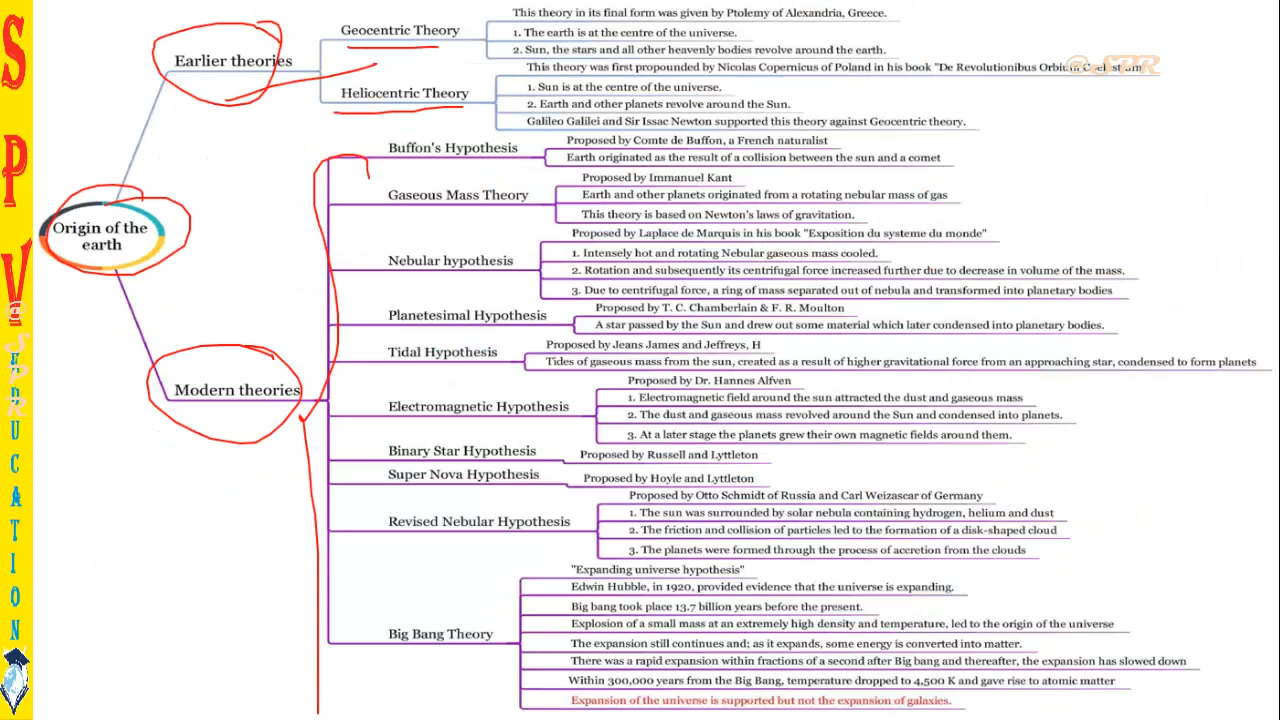 S
P
V
@SPR
EDUCATION
@SPR
Origin of the
earth
Earlier theories
Geocentric Theory
This theory in its final form was given by Ptolemy of Alexandria, Greece.
1. The earth is at the centre of the universe.
2. Sun, the stars and all other heavenly bodies revolve around the earth.
Heliocentric Theory
This theory was first propounded by Nicolas Copernicus of Poland in his book "De Revolutionibus Orbium Coelestium"
1. Sun is at the centre of the universe.
2. Earth and other planets revolve around the Sun.
Galileo Galilei and Sir Issac Newton supported this theory against Geocentric theory.
Modern theories
Buffon's Hypothesis
Proposed by Comte de Buffon, a French naturalist
Earth originated as the result of a collision between the sun and a comet
Gaseous Mass Theory
Proposed by Immanuel Kant
Earth and other planets originated from a rotating nebular mass of gas
This theory is based on Newton's laws of gravitation.
Nebular hypothesis
Proposed by Laplace de Marquis in his book "Exposition du systeme du monde"
1. Intensely hot and rotating Nebular gaseous mass cooled.
2. Rotation and subsequently its centrifugal force increased further due to decrease in volume of the mass.
3. Due to centrifugal force, a ring of mass separated out of nebula and transformed into planetary bodies
Planetesimal Hypothesis
Proposed by T. C. Chamberlain & F. R. Moulton
A star passed by the Sun and drew out some material which later condensed into planetary bodies.
Tidal Hypothesis
Proposed by Jeans James and Jeffreys, H
Tides of gaseous mass from the sun, created as a result of higher gravitational force from an approaching star, condensed to form planets
Electromagnetic Hypothesis
Proposed by Dr. Hannes Alfven
1. Electromagnetic field around the sun attracted the dust and gaseous mass
2. The dust and gaseous mass revolved around the Sun and condensed into planets.
3. At a later stage the planets grew their own magnetic fields around them.
Binary Star Hypothesis
Proposed by Russell and Lyttleton
Super Nova Hypothesis
Proposed by Hoyle and Lyttleton
Revised Nebular Hypothesis
Proposed by Otto Schmidt of Russia and Carl Weizascar of Germany
1. The sun was surrounded by solar nebula containing hydrogen, helium and dust
2. The friction and collision of particles led to the formation of a disk-shaped cloud
3. The planets were formed through the process of accretion from the clouds
Big Bang Theory
"Expanding universe hypothesis"
Edwin Hubble, in 1920, provided evidence that the universe is expanding.
Big bang took place 13.7 billion years before the present.
Explosion of a small mass at an extremely high density and temperature, led to the origin of the universe
The expansion still continues and; as it expands, some energy is converted into matter.
There was a rapid expansion within fractions of a second after Big bang and thereafter, the expansion has slowed down
Within 300,000 years from the Big Bang, temperature dropped to 4,500 K and gave rise to atomic matter
Expansion of the universe is supported but not the expansion of galaxies.